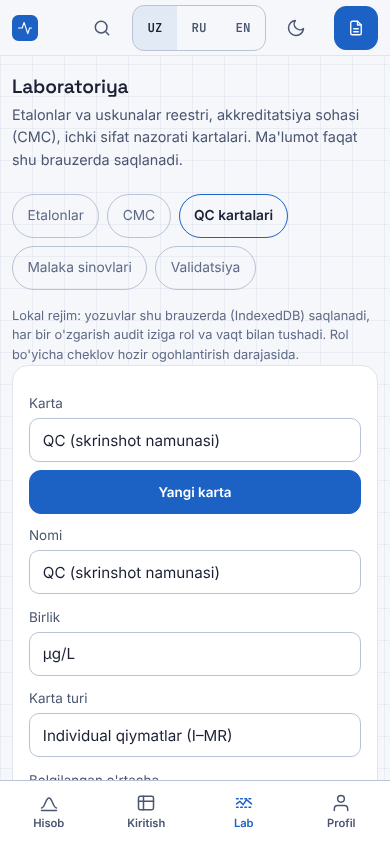 UZ RU EN
Laboratoriya
Etalonlar va uskunalar reestri, akkreditatsiya sohasi
(CMC), ichki sifat nazorati kartalari. Ma'lumot faqat
shu brauzerda saqlanadi.
Etalonlar CMC QC kartalari
Malaka sinovlari Validatsiya
Lokal rejim: yozuvlar shu brauzerda (IndexedDB) saqlanadi,
har bir o'zgarish audit iziga rol va vaqt bilan tushadi. Rol
bo'yicha cheklov hozir ogohlantirish darajasida.
Karta
QC (skrinshot namunasi)
Yangi karta
Nomi
QC (skrinshot namunasi)
Birlik
µg/L
Karta turi
Individual qiymatlar (I–MR)
Belgilangan o'rtacha
Hisob Kiritish Lab Profil